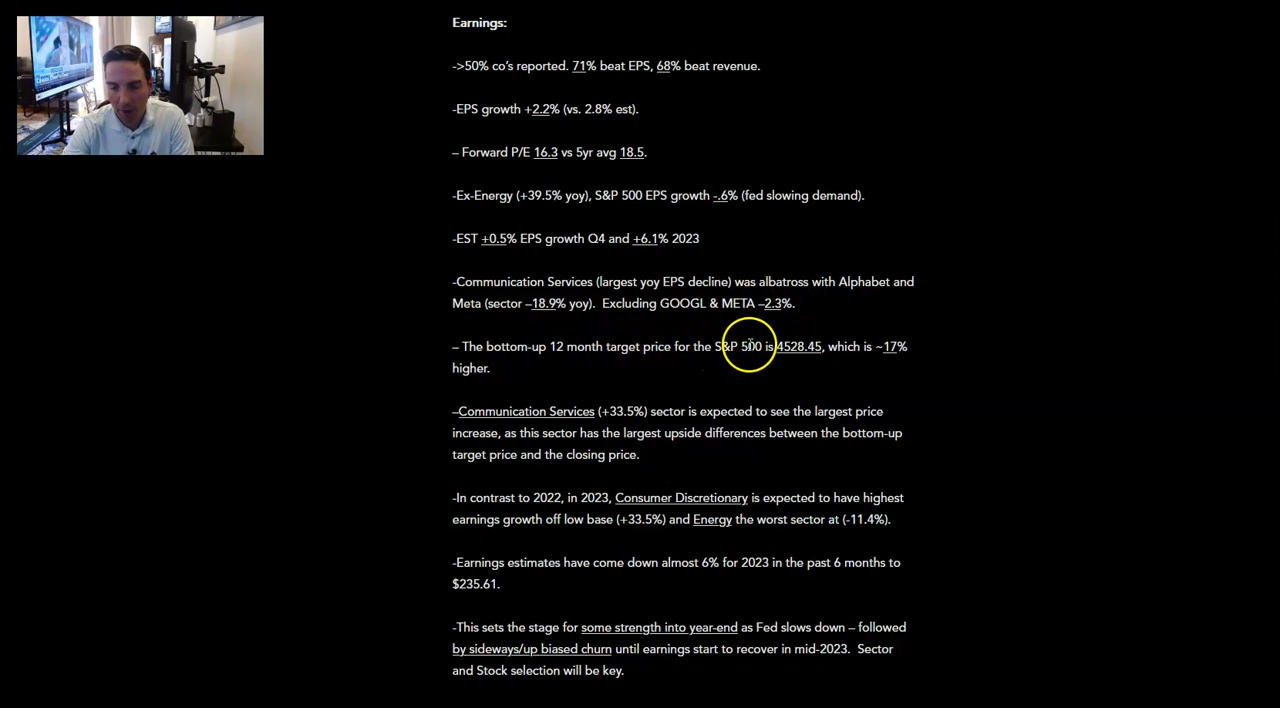 Earnings:
->50% co's reported. 71% beat EPS, 68% beat revenue.
-EPS growth +2.2% (vs. 2.8% est).
– Forward P/E 16.3 vs 5yr avg 18.5.
-Ex-Energy (+39.5% yoy), S&P 500 EPS growth -.6% (fed slowing demand).
-EST +0.5% EPS growth Q4 and +6.1% 2023
-Communication Services (largest yoy EPS decline) was albatross with Alphabet and
Meta (sector –18.9% yoy).  Excluding GOOGL & META –2.3%.
– The bottom-up 12 month target price for the S&P 500 is 4528.45, which is ~17%
higher.
–Communication Services (+33.5%) sector is expected to see the largest price
increase, as this sector has the largest upside differences between the bottom-up
target price and the closing price.
-In contrast to 2022, in 2023, Consumer Discretionary is expected to have highest
earnings growth off low base (+33.5%) and Energy the worst sector at (-11.4%).
-Earnings estimates have come down almost 6% for 2023 in the past 6 months to
$235.61.
-This sets the stage for some strength into year-end as Fed slows down – followed
by sideways/up biased churn until earnings start to recover in mid-2023.  Sector
and Stock selection will be key.